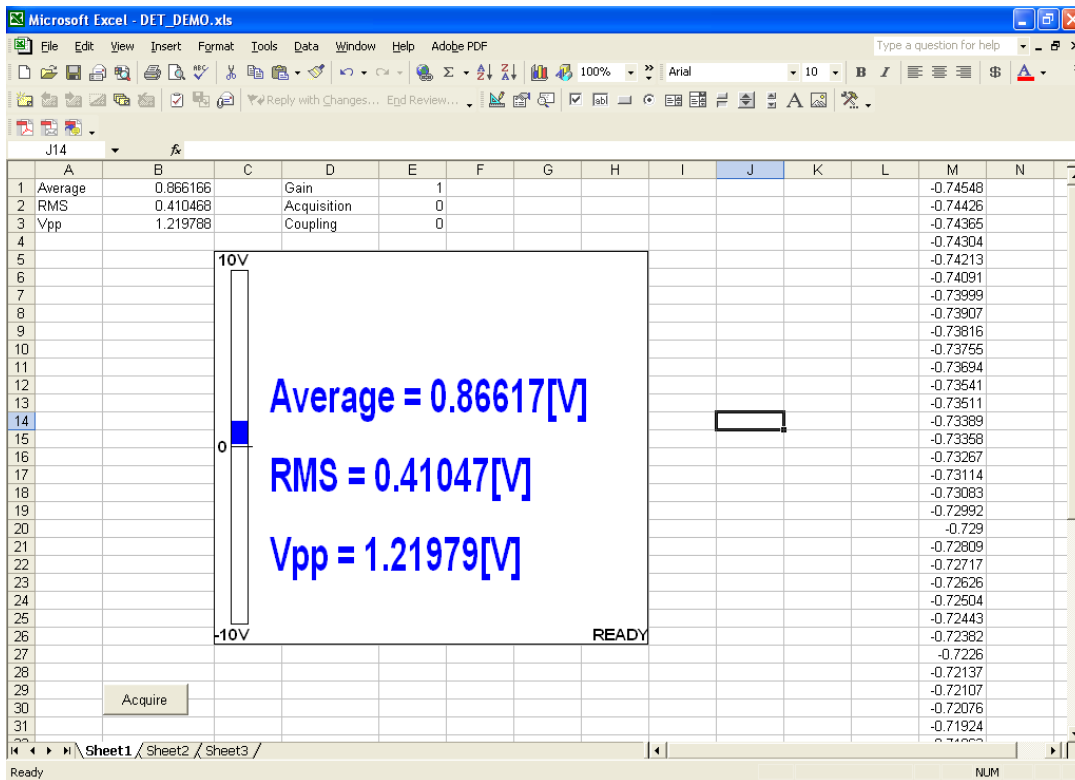 Microsoft Excel - DET_DEMO.xls
File Edit View Insert Format Tools Data Window Help Adobe PDF Type a question for help
100% Arial 10 B I $ A
Reply with Changes... End Review...
J14 fx
A B C D E F G H I J K L M N
1 Average 0.866166 Gain 1 -0.74548
2 RMS 0.410468 Acquisition 0 -0.74426
3 Vpp 1.219788 Coupling 0 -0.74365
4 -0.74304
5 10V -0.74213
6 -0.74091
7 -0.73999
8 -0.73907
9 -0.73816
10 -0.73755
11 -0.73694
12 -0.73541
Average = 0.86617[V]
13 -0.73511
14 -0.73389
15 0 -0.73358
16 -0.73267
17 -0.73114
RMS = 0.41047[V]
18 -0.73083
19 -0.72992
20 -0.729
21 -0.72809
Vpp = 1.21979[V]
22 -0.72717
23 -0.72626
24 -0.72504
25 -0.72443
26 -10V READY -0.72382
27 -0.7226
28 -0.72137
29 -0.72107
Acquire
30 -0.72076
31 -0.71924
Sheet1 Sheet2 Sheet3
Ready NUM